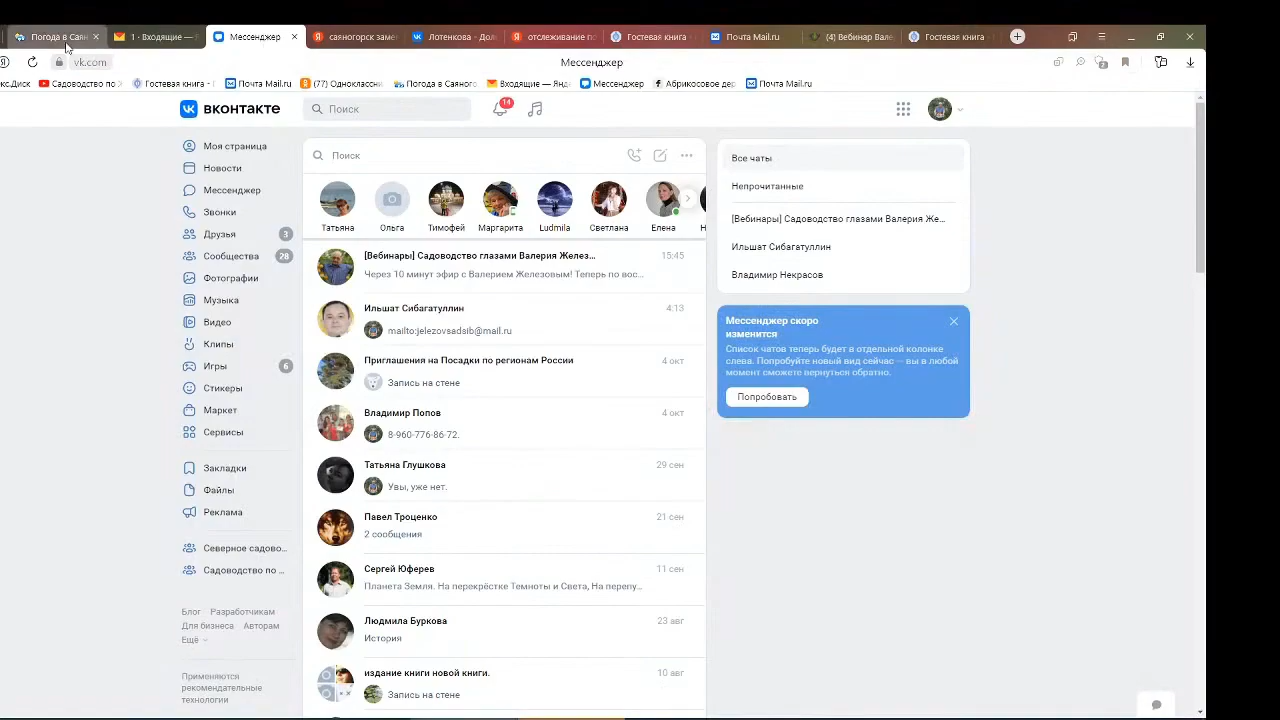 Погода в Саян
1 · Входящие — Я
Мессенджер
саяногорск заме
Лотенкова - Дол
отслеживание по
Гостевая книга -
Почта Mail.ru
(4) Вебинар Вале
Гостевая книга -
vk.com
Мессенджер
кс.Диск
Садоводство по У
Гостевая книга - Г
Почта Mail.ru
(77) Одноклассни
Погода в Саяного
Входящие — Янд
Мессенджер
Абрикосовое дер
Почта Mail.ru
вконтакте
Поиск
14
Моя страница
Новости
Мессенджер
Звонки
Друзья 3
Сообщества 28
Фотографии
Музыка
Видео
Клипы
Игры 6
Стикеры
Маркет
Сервисы
Закладки
Файлы
Реклама
Северное садово...
Садоводство по ...
Блог Разработчикам
Для бизнеса Авторам
Ещё
Применяются
рекомендательные
технологии
Поиск
Татьяна
Ольга
Тимофей
Маргарита
Ludmila
Светлана
Елена
Н
[Вебинары] Садоводство глазами Валерия Желез... 15:45
Через 10 минут эфир с Валерием Железовым! Теперь по вос...
Ильшат Сибагатуллин 4:13
mailto:jelezovsadsib@mail.ru
Приглашения на Посадки по регионам России 4 окт
Запись на стене
Владимир Попов 4 окт
8-960-776-86-72.
Татьяна Глушкова 29 сен
Увы, уже нет.
Павел Троценко 21 сен
2 сообщения
Сергей Юферев 11 сен
Планета Земля. На перекрёстке Темноты и Света, На перепу...
Людмила Буркова 23 авг
История
издание книги новой книги. 10 авг
Запись на стене
Все чаты
Непрочитанные
[Вебинары] Садоводство глазами Валерия Же...
Ильшат Сибагатуллин
Владимир Некрасов
Мессенджер скоро
изменится
Список чатов теперь будет в отдельной колонке
слева. Попробуйте новый вид сейчас — вы в любой
момент сможете вернуться обратно.
Попробовать